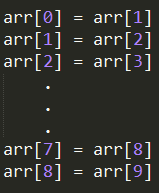 arr[0] = arr[1]
arr[1] = arr[2]
arr[2] = arr[3]
.
.
.
arr[7] = arr[8]
arr[8] = arr[9]